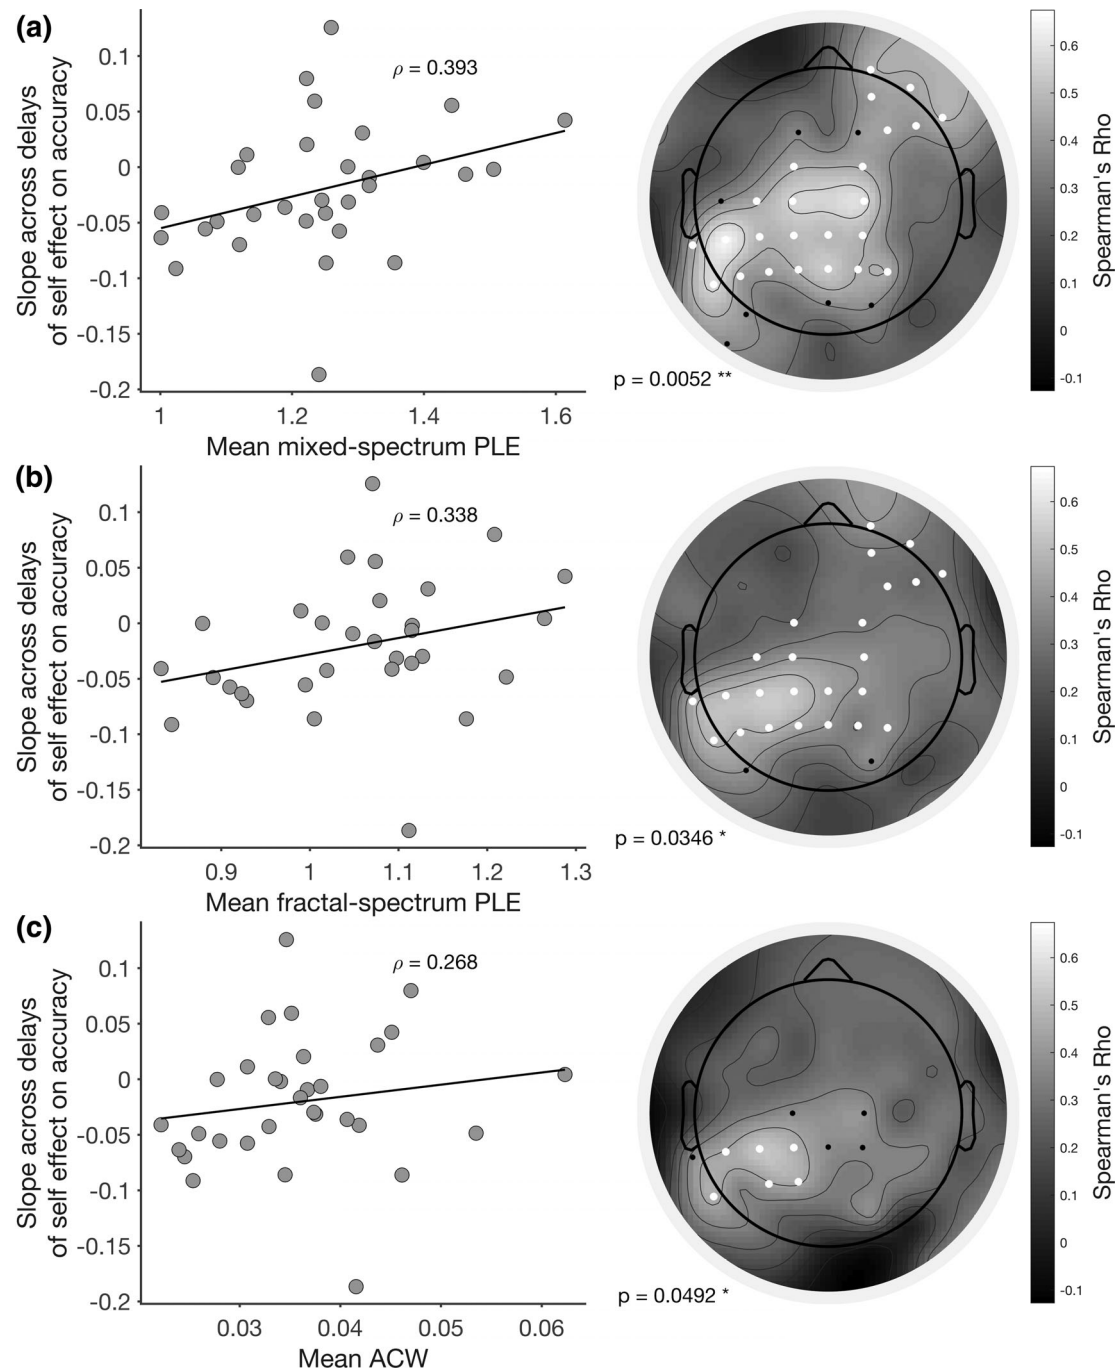 (a)
Slope across delays
of self effect on accuracy
0.1
0.05
0
-0.05
-0.1
-0.15
-0.2
ρ = 0.393
1 1.2 1.4 1.6
Mean mixed-spectrum PLE
p = 0.0052 **
0.6
0.5
0.4
0.3
0.2
0.1
0
-0.1
Spearman's Rho
(b)
Slope across delays
of self effect on accuracy
0.1
0.05
0
-0.05
-0.1
-0.15
-0.2
ρ = 0.338
0.9 1 1.1 1.2 1.3
Mean fractal-spectrum PLE
p = 0.0346 *
0.6
0.5
0.4
0.3
0.2
0.1
0
-0.1
Spearman's Rho
(c)
Slope across delays
of self effect on accuracy
0.1
0.05
0
-0.05
-0.1
-0.15
-0.2
ρ = 0.268
0.03 0.04 0.05 0.06
Mean ACW
p = 0.0492 *
0.6
0.5
0.4
0.3
0.2
0.1
0
-0.1
Spearman's Rho